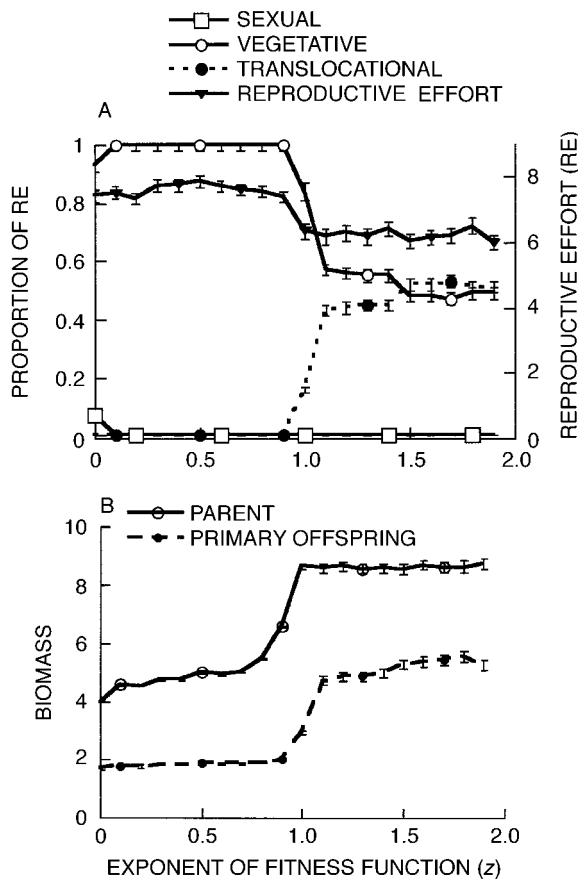 SEXUAL
VEGETATIVE
TRANSLOCATIONAL
REPRODUCTIVE EFFORT
A
PROPORTION OF RE
1
0.8
0.6
0.4
0.2
0
REPRODUCTIVE EFFORT (RE)
8
6
4
2
0
0
0.5
1.0
1.5
2.0
B
PARENT
PRIMARY OFFSPRING
BIOMASS
10
8
6
4
2
0
0
0.5
1.0
1.5
2.0
EXPONENT OF FITNESS FUNCTION (z)